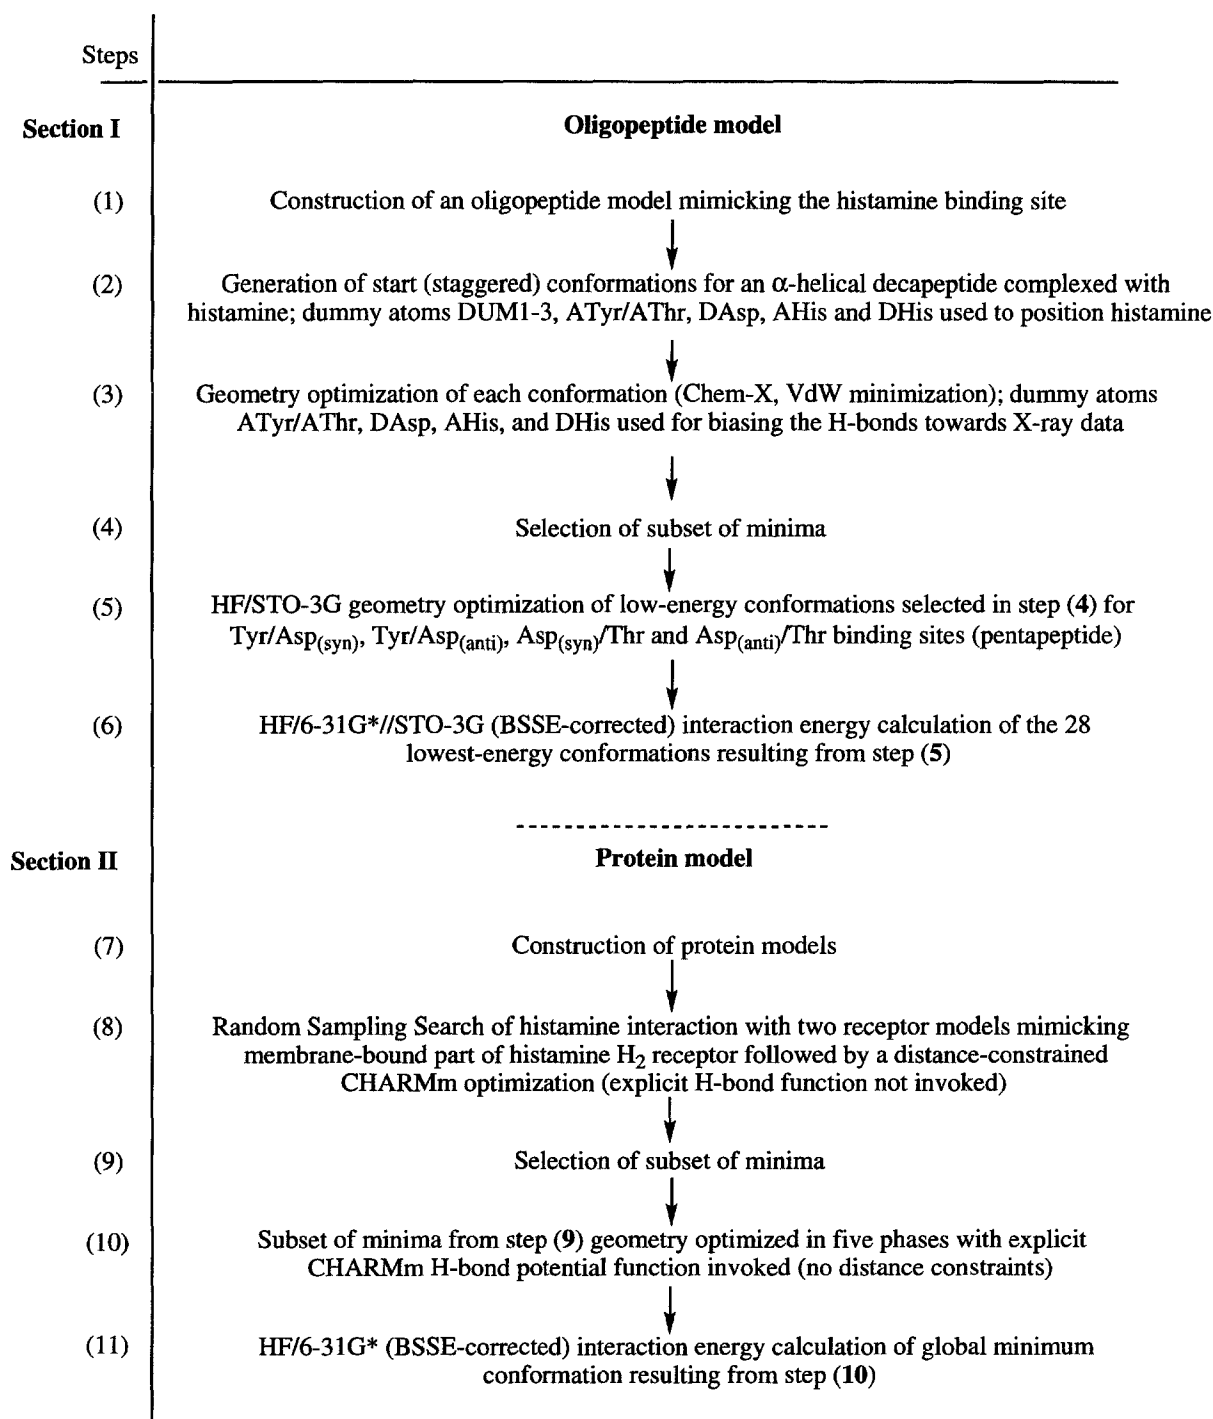 Steps
Section I
Oligopeptide model
(1)
Construction of an oligopeptide model mimicking the histamine binding site
(2)
Generation of start (staggered) conformations for an α-helical decapeptide complexed with
histamine; dummy atoms DUM1-3, ATyr/AThr, DAsp, AHis and DHis used to position histamine
(3)
Geometry optimization of each conformation (Chem-X, VdW minimization); dummy atoms
ATyr/AThr, DAsp, AHis, and DHis used for biasing the H-bonds towards X-ray data
(4)
Selection of subset of minima
(5)
HF/STO-3G geometry optimization of low-energy conformations selected in step (4) for
Tyr/Asp(syn), Tyr/Asp(anti), Asp(syn)/Thr and Asp(anti)/Thr binding sites (pentapeptide)
(6)
HF/6-31G*//STO-3G (BSSE-corrected) interaction energy calculation of the 28
lowest-energy conformations resulting from step (5)
Section II
Protein model
(7)
Construction of protein models
(8)
Random Sampling Search of histamine interaction with two receptor models mimicking
membrane-bound part of histamine H2 receptor followed by a distance-constrained
CHARMm optimization (explicit H-bond function not invoked)
(9)
Selection of subset of minima
(10)
Subset of minima from step (9) geometry optimized in five phases with explicit
CHARMm H-bond potential function invoked (no distance constraints)
(11)
HF/6-31G* (BSSE-corrected) interaction energy calculation of global minimum
conformation resulting from step (10)